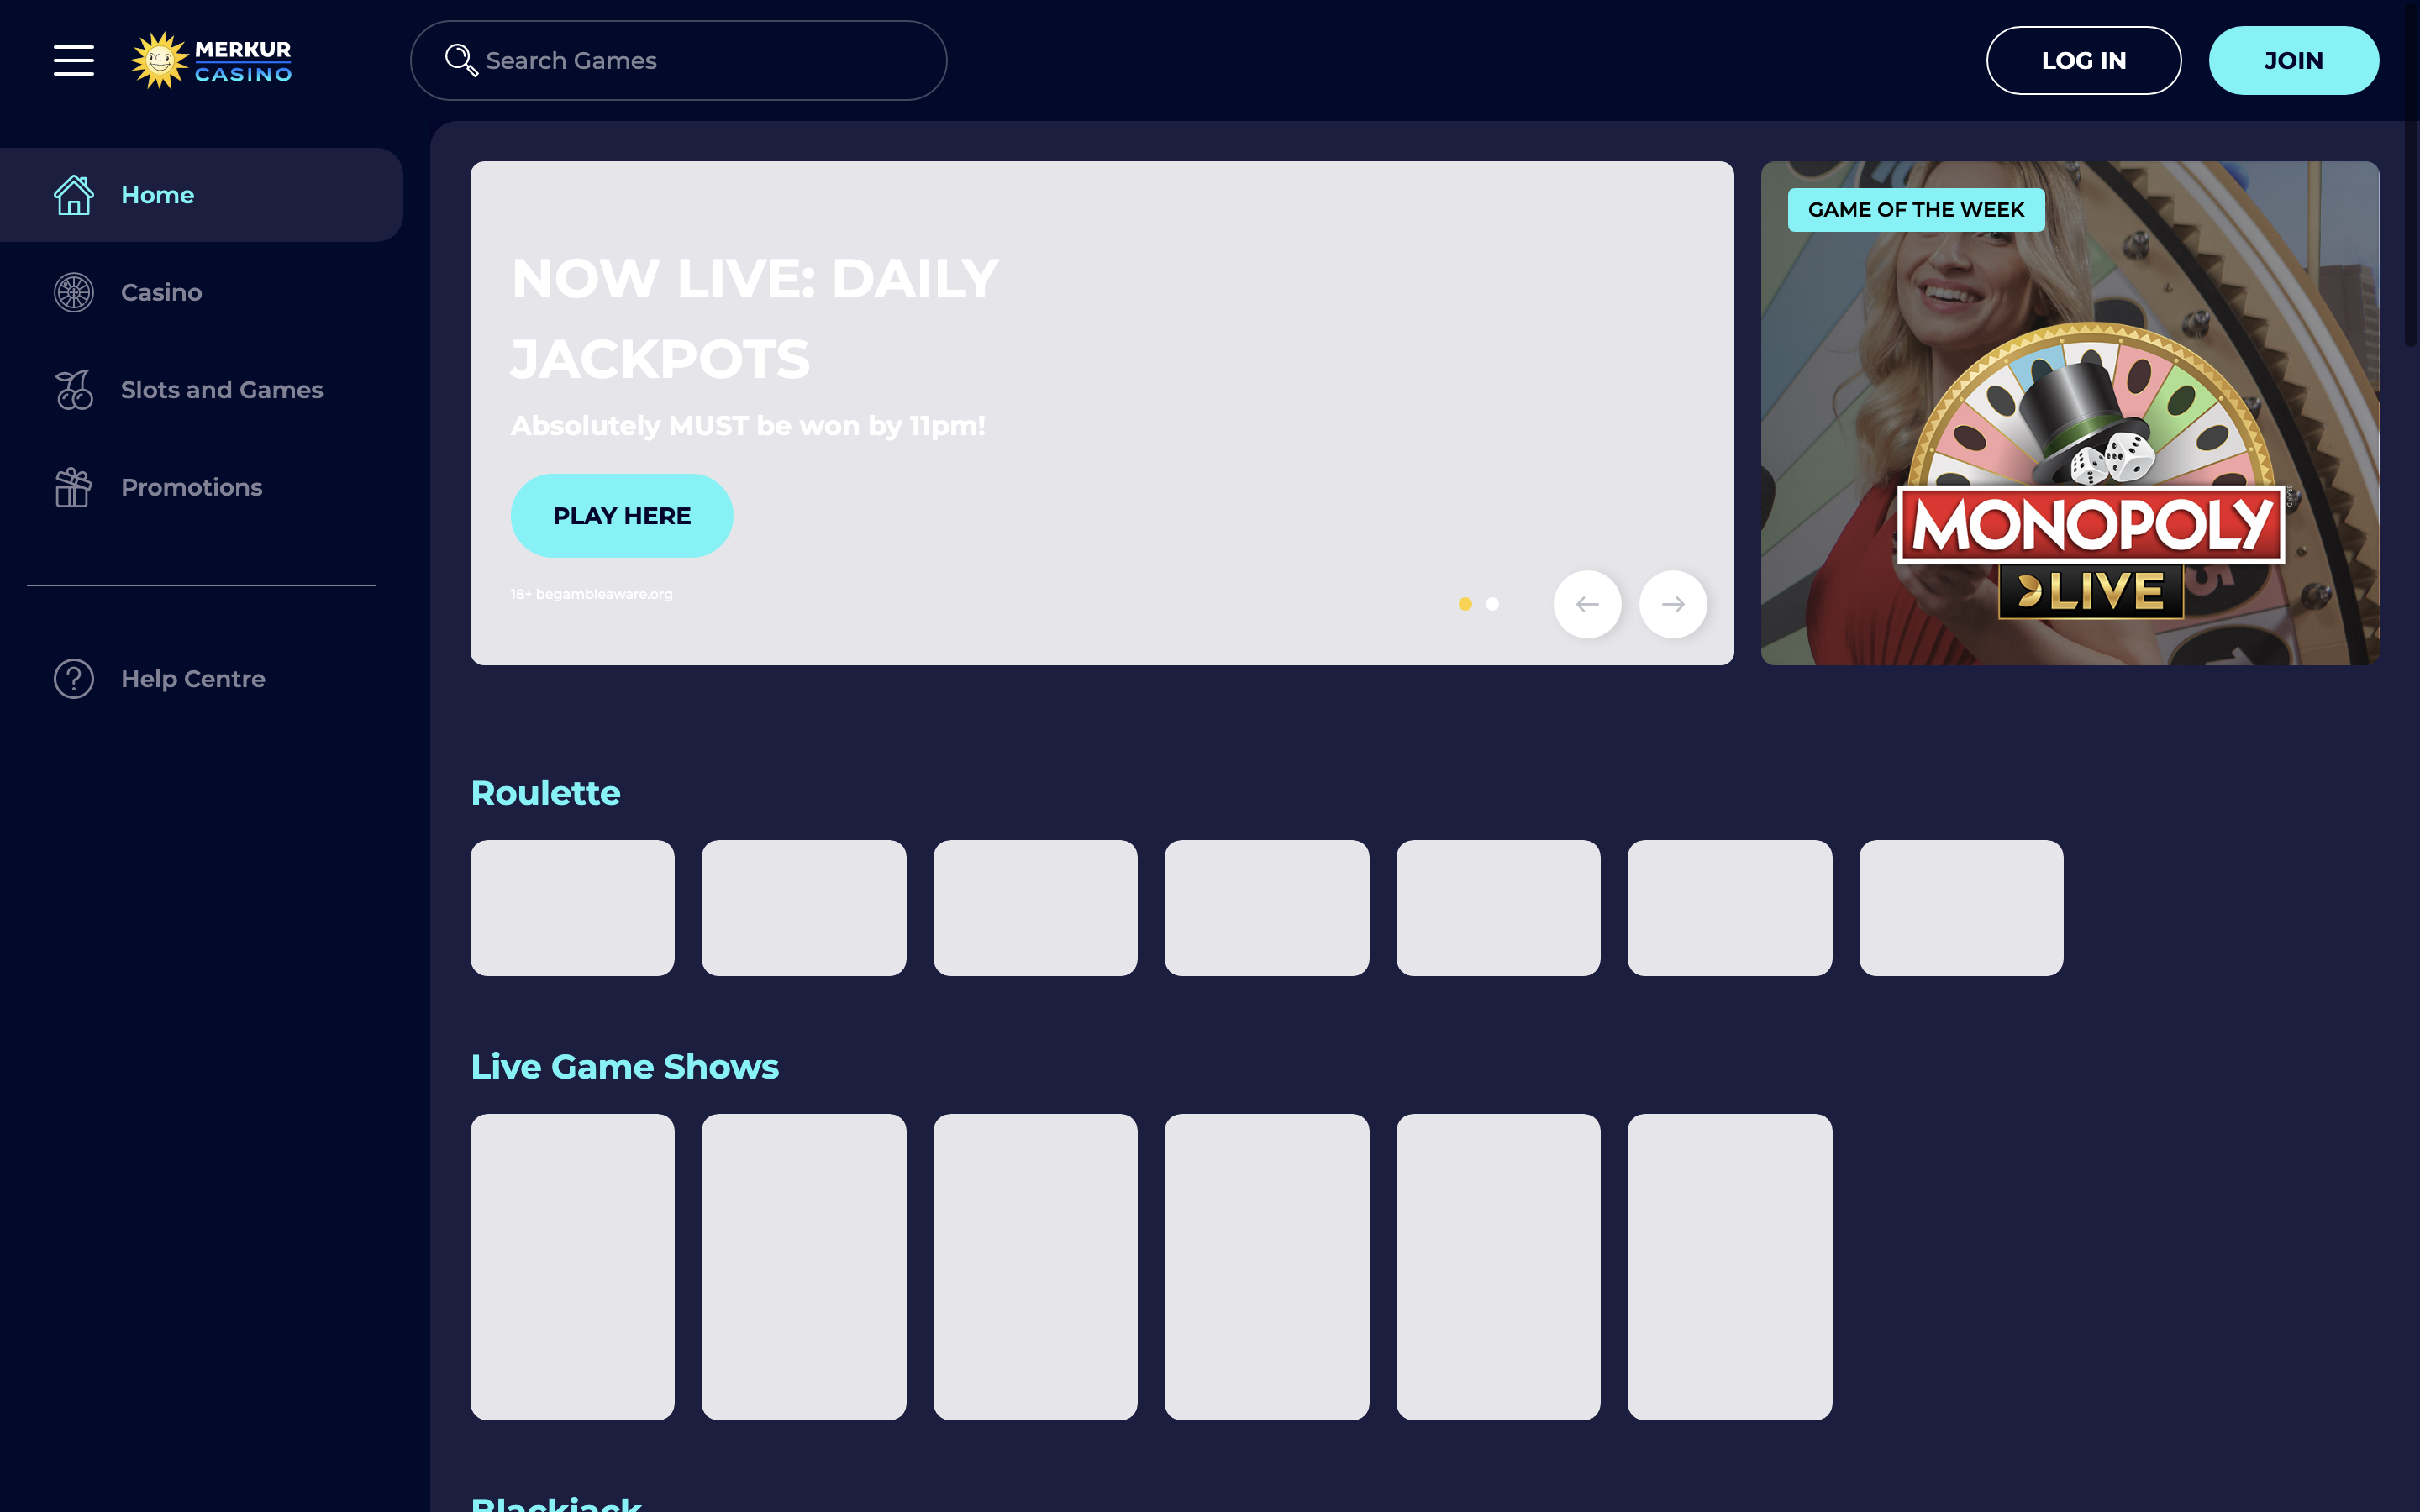 MERKUR
CASINO
Search Games
LOG IN
JOIN
Home
Casino
Slots and Games
Promotions
Help Centre
NOW LIVE: DAILY
JACKPOTS
Absolutely MUST be won by 11pm!
PLAY HERE
18+ begambleaware.org
GAME OF THE WEEK
MONOPOLY
LIVE
Roulette
Live Game Shows
Blackjack